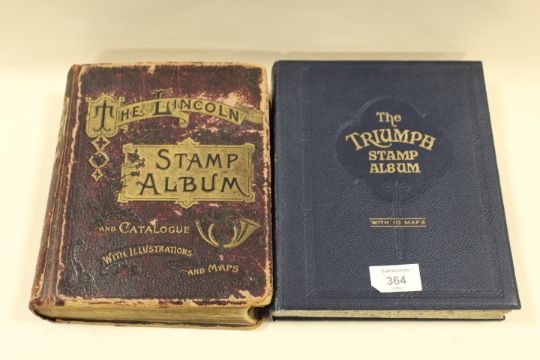 The Lincoln
Stamp
Album
and Catalogue
With Illustrations
and Maps
The
TRIUMPH
STAMP
ALBUM
WITH 10 MAPS
364